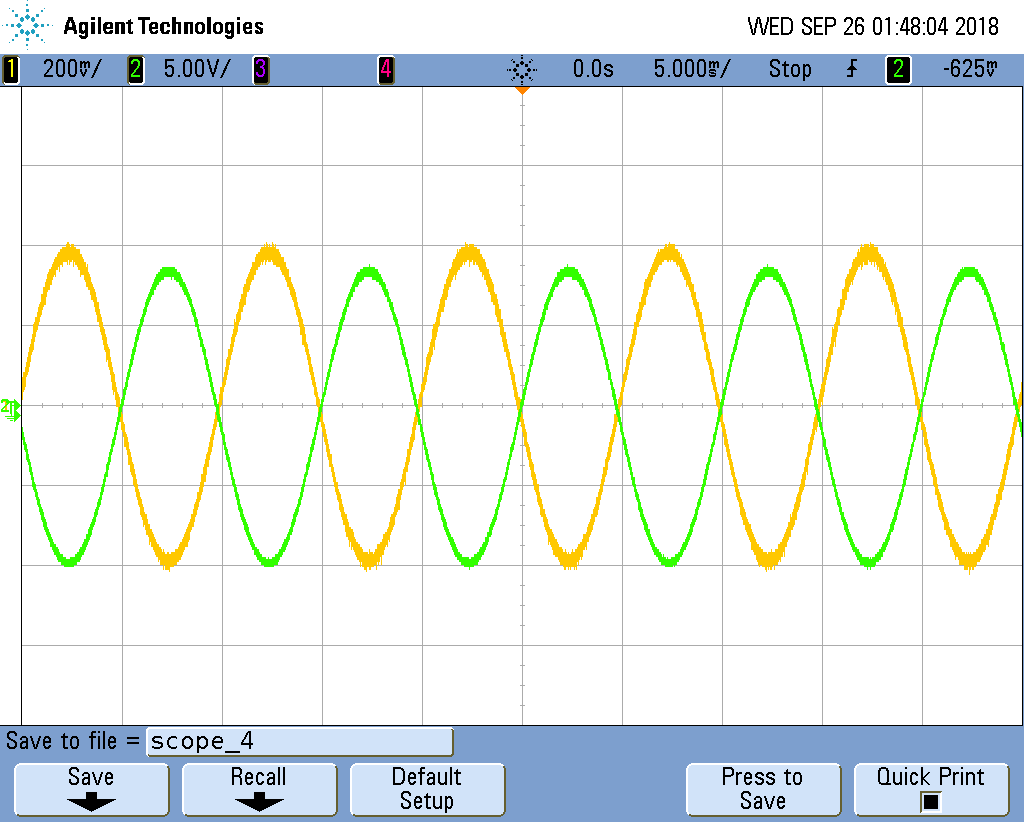 Agilent Technologies WED SEP 26 01:48:04 2018
1 200mV/ 2 5.00V/ 3 4 0.0s 5.000ms/ Stop 2 -625mV
2
Save to file = scope_4
Save Recall Default Setup Press to Save Quick Print